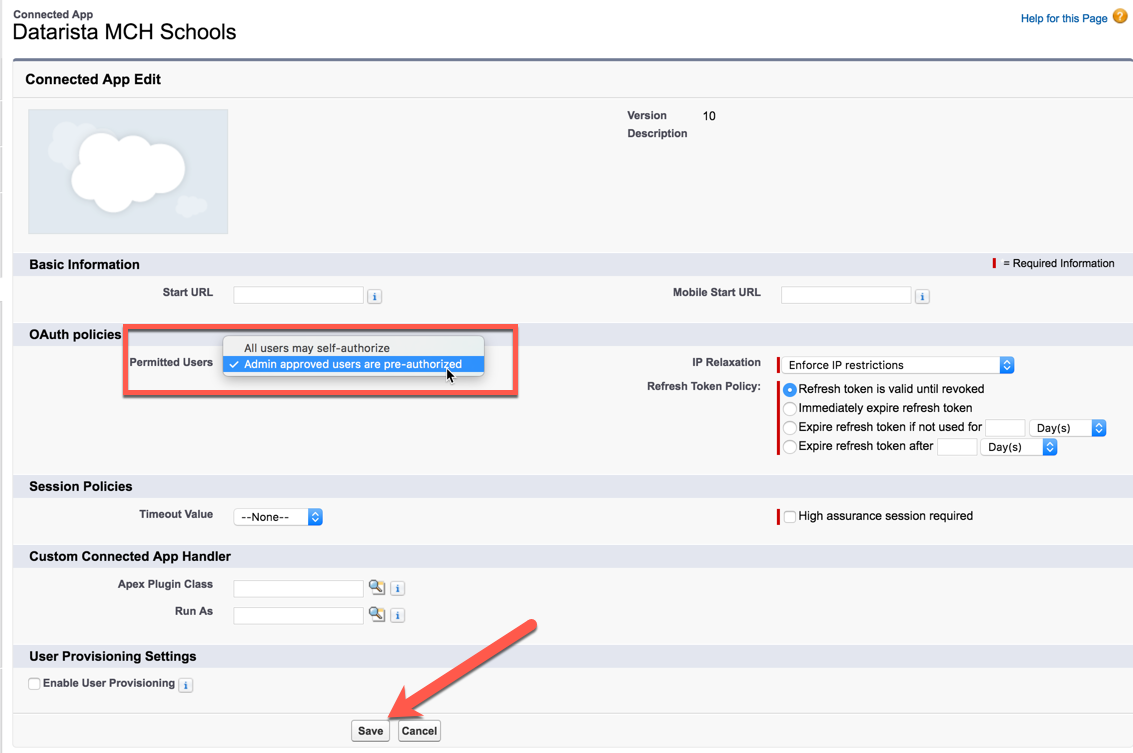 Connected App
Datarista MCH Schools
Help for this Page ?
Connected App Edit
Version 10
Description
Basic Information
= Required Information
Start URL i
Mobile Start URL i
OAuth policies
Permitted Users
All users may self-authorize
✓ Admin approved users are pre-authorized
IP Relaxation Enforce IP restrictions
Refresh Token Policy: Refresh token is valid until revoked
Immediately expire refresh token
Expire refresh token if not used for Day(s)
Expire refresh token after Day(s)
Session Policies
Timeout Value --None--
High assurance session required
Custom Connected App Handler
Apex Plugin Class i
Run As i
User Provisioning Settings
Enable User Provisioning i
Save Cancel